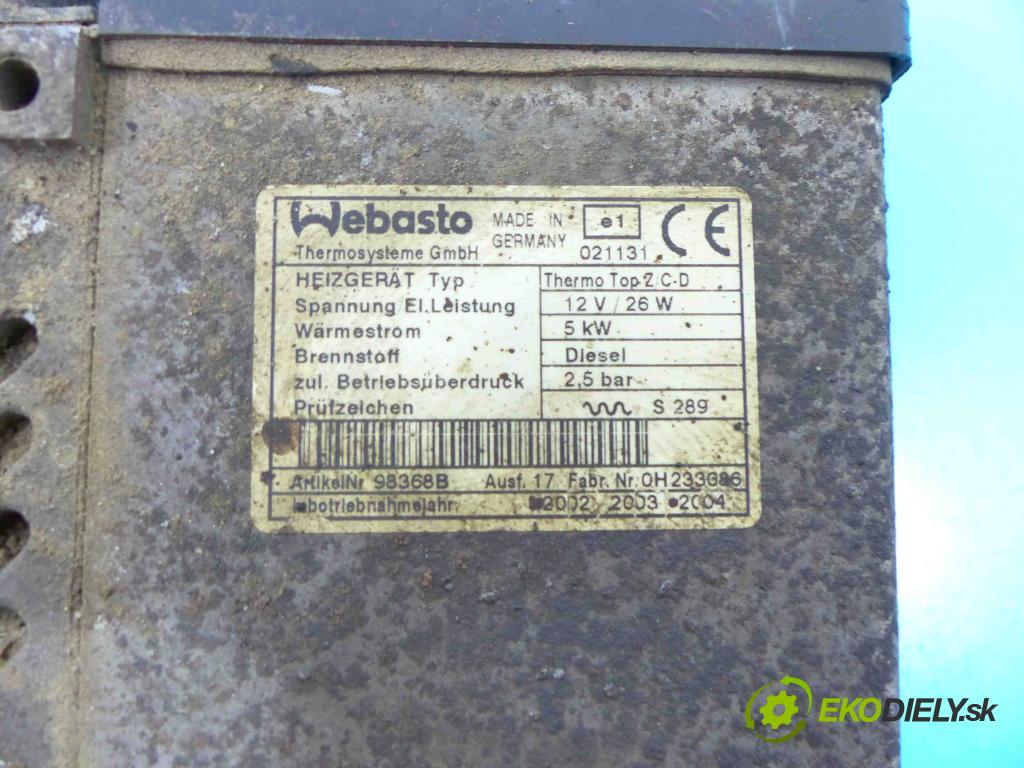 Webasto MADE IN GERMANY e1 CE
Thermosysteme GmbH 021131
HEIZGERÄT Typ Thermo Top-Z/C-D
Spannung/El.Leistung 12 V / 26 W
Wärmestrom 5 kW
Brennstoff Diesel
zul. Betriebsüberdruck 2,5 bar
Prüfzeichen S 289
ArtikelNr 98368B Ausf. 17 Fabr. Nr. 0H233086
Inbetriebnahmejahr 2002 2003 2004
EKODIELY.sk